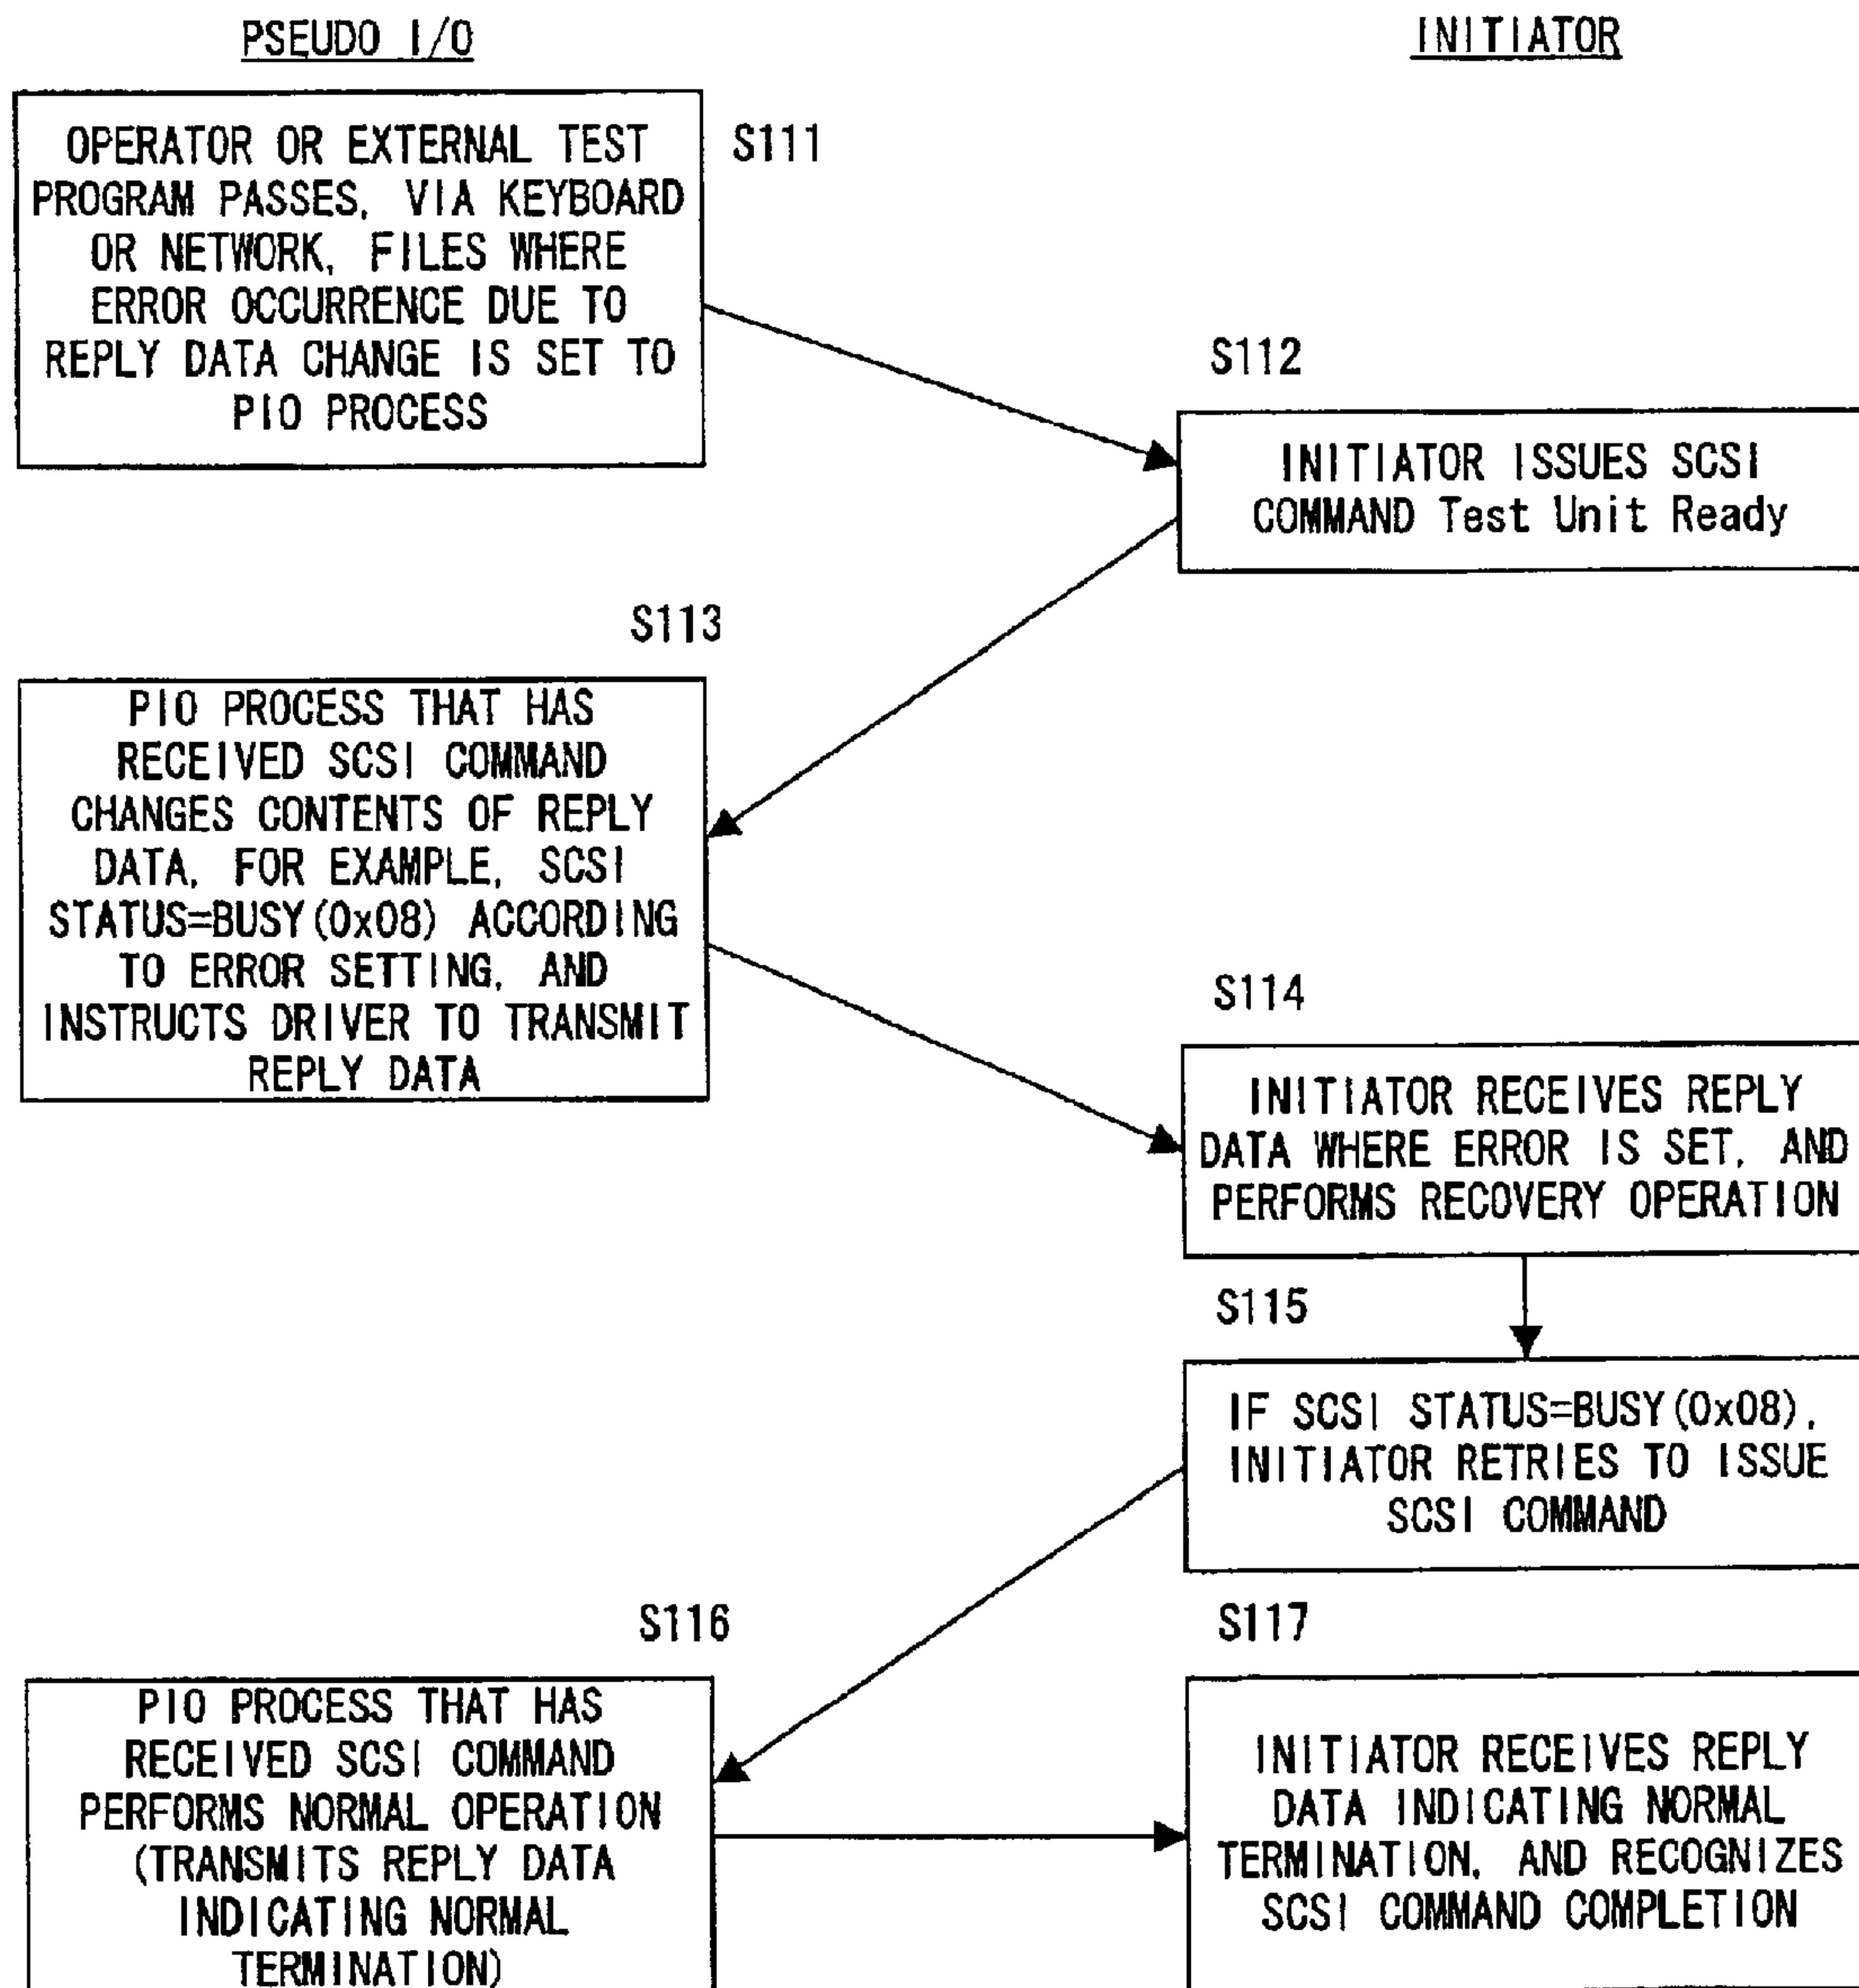 PSEUDO I/O
INITIATOR
OPERATOR OR EXTERNAL TEST
PROGRAM PASSES, VIA KEYBOARD
OR NETWORK, FILES WHERE
ERROR OCCURRENCE DUE TO
REPLY DATA CHANGE IS SET TO
PIO PROCESS
S111
S112
INITIATOR ISSUES SCSI
COMMAND Test Unit Ready
S113
PIO PROCESS THAT HAS
RECEIVED SCSI COMMAND
CHANGES CONTENTS OF REPLY
DATA, FOR EXAMPLE, SCSI
STATUS=BUSY(0x08) ACCORDING
TO ERROR SETTING, AND
INSTRUCTS DRIVER TO TRANSMIT
REPLY DATA
S114
INITIATOR RECEIVES REPLY
DATA WHERE ERROR IS SET, AND
PERFORMS RECOVERY OPERATION
S115
IF SCSI STATUS=BUSY(0x08),
INITIATOR RETRIES TO ISSUE
SCSI COMMAND
S116
PIO PROCESS THAT HAS
RECEIVED SCSI COMMAND
PERFORMS NORMAL OPERATION
(TRANSMITS REPLY DATA
INDICATING NORMAL
TERMINATION)
S117
INITIATOR RECEIVES REPLY
DATA INDICATING NORMAL
TERMINATION, AND RECOGNIZES
SCSI COMMAND COMPLETION